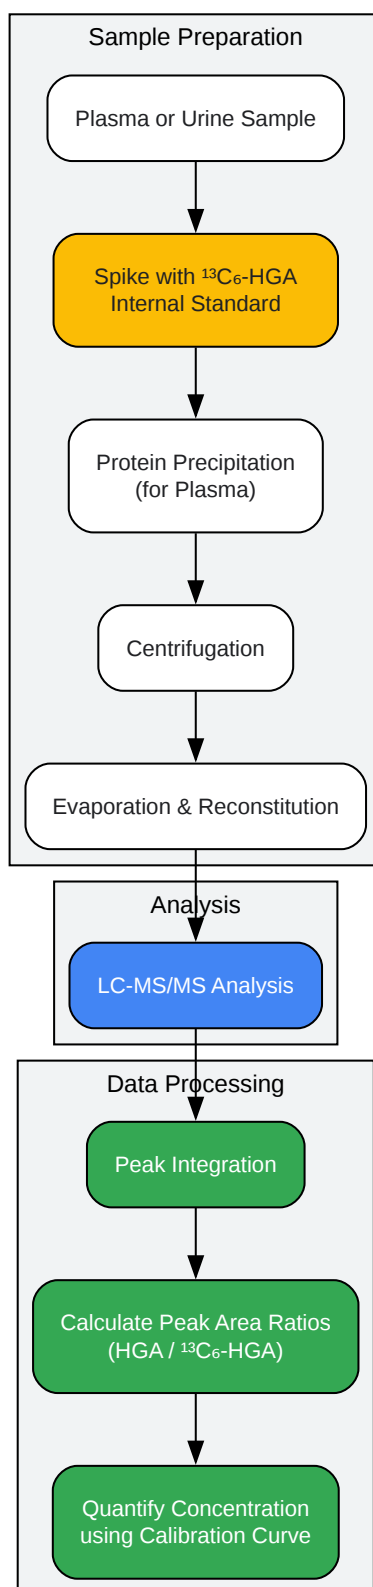 Sample Preparation
Plasma or Urine Sample
Spike with ¹³C₆-HGA
Internal Standard
Protein Precipitation
(for Plasma)
Centrifugation
Evaporation & Reconstitution
Analysis
LC-MS/MS Analysis
Data Processing
Peak Integration
Calculate Peak Area Ratios
(HGA / ¹³C₆-HGA)
Quantify Concentration
using Calibration Curve